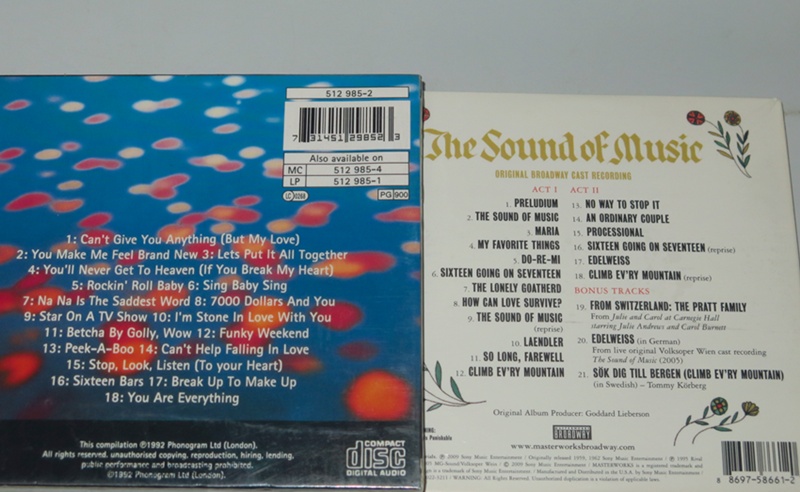 512 985-2
7 31451 29852 3
Also available on
MC 512 985-4
LP 512 985-1
LC 0268
PG 900
1: Can't Give You Anything (But My Love)
2: You Make Me Feel Brand New 3: Lets Put It All Together
4: You'll Never Get To Heaven (If You Break My Heart)
5: Rockin' Roll Baby 6: Sing Baby Sing
7: Na Na Is The Saddest Word 8: 7000 Dollars And You
9: Star On A TV Show 10: I'm Stone In Love With You
11: Betcha By Golly, Wow 12: Funky Weekend
13: Peek-A-Boo 14: Can't Help Falling In Love
15: Stop, Look, Listen (To your Heart)
16: Sixteen Bars 17: Break Up To Make Up
18: You Are Everything
This compilation ©1992 Phonogram Ltd (London).
All rights reserved. unauthorised copying, reproduction, hiring, lending,
public performance and broadcasting prohibited.
℗1992 Phonogram Ltd (London).
COMPACT
disc
DIGITAL AUDIO
The Sound of Music
ORIGINAL BROADWAY CAST RECORDING
ACT I
1. PRELUDIUM
2. THE SOUND OF MUSIC
3. MARIA
4. MY FAVORITE THINGS
5. DO-RE-MI
6. SIXTEEN GOING ON SEVENTEEN
7. THE LONELY GOATHERD
8. HOW CAN LOVE SURVIVE?
9. THE SOUND OF MUSIC
(reprise)
10. LAENDLER
11. SO LONG, FAREWELL
12. CLIMB EV'RY MOUNTAIN
ACT II
13. NO WAY TO STOP IT
14. AN ORDINARY COUPLE
15. PROCESSIONAL
16. SIXTEEN GOING ON SEVENTEEN (reprise)
17. EDELWEISS
18. CLIMB EV'RY MOUNTAIN (reprise)
BONUS TRACKS
19. FROM SWITZERLAND: THE PRATT FAMILY
From Julie and Carol at Carnegie Hall
starring Julie Andrews and Carol Burnett
20. EDELWEISS (in German)
From live original Volksoper Wien cast recording
The Sound of Music (2005)
21. SÖK DIG TILL BERGEN (CLIMB EV'RY MOUNTAIN)
(in Swedish) – Tommy Körberg
Original Album Producer: Goddard Lieberson
BROADWAY
www.masterworksbroadway.com
8 8697-58661-2